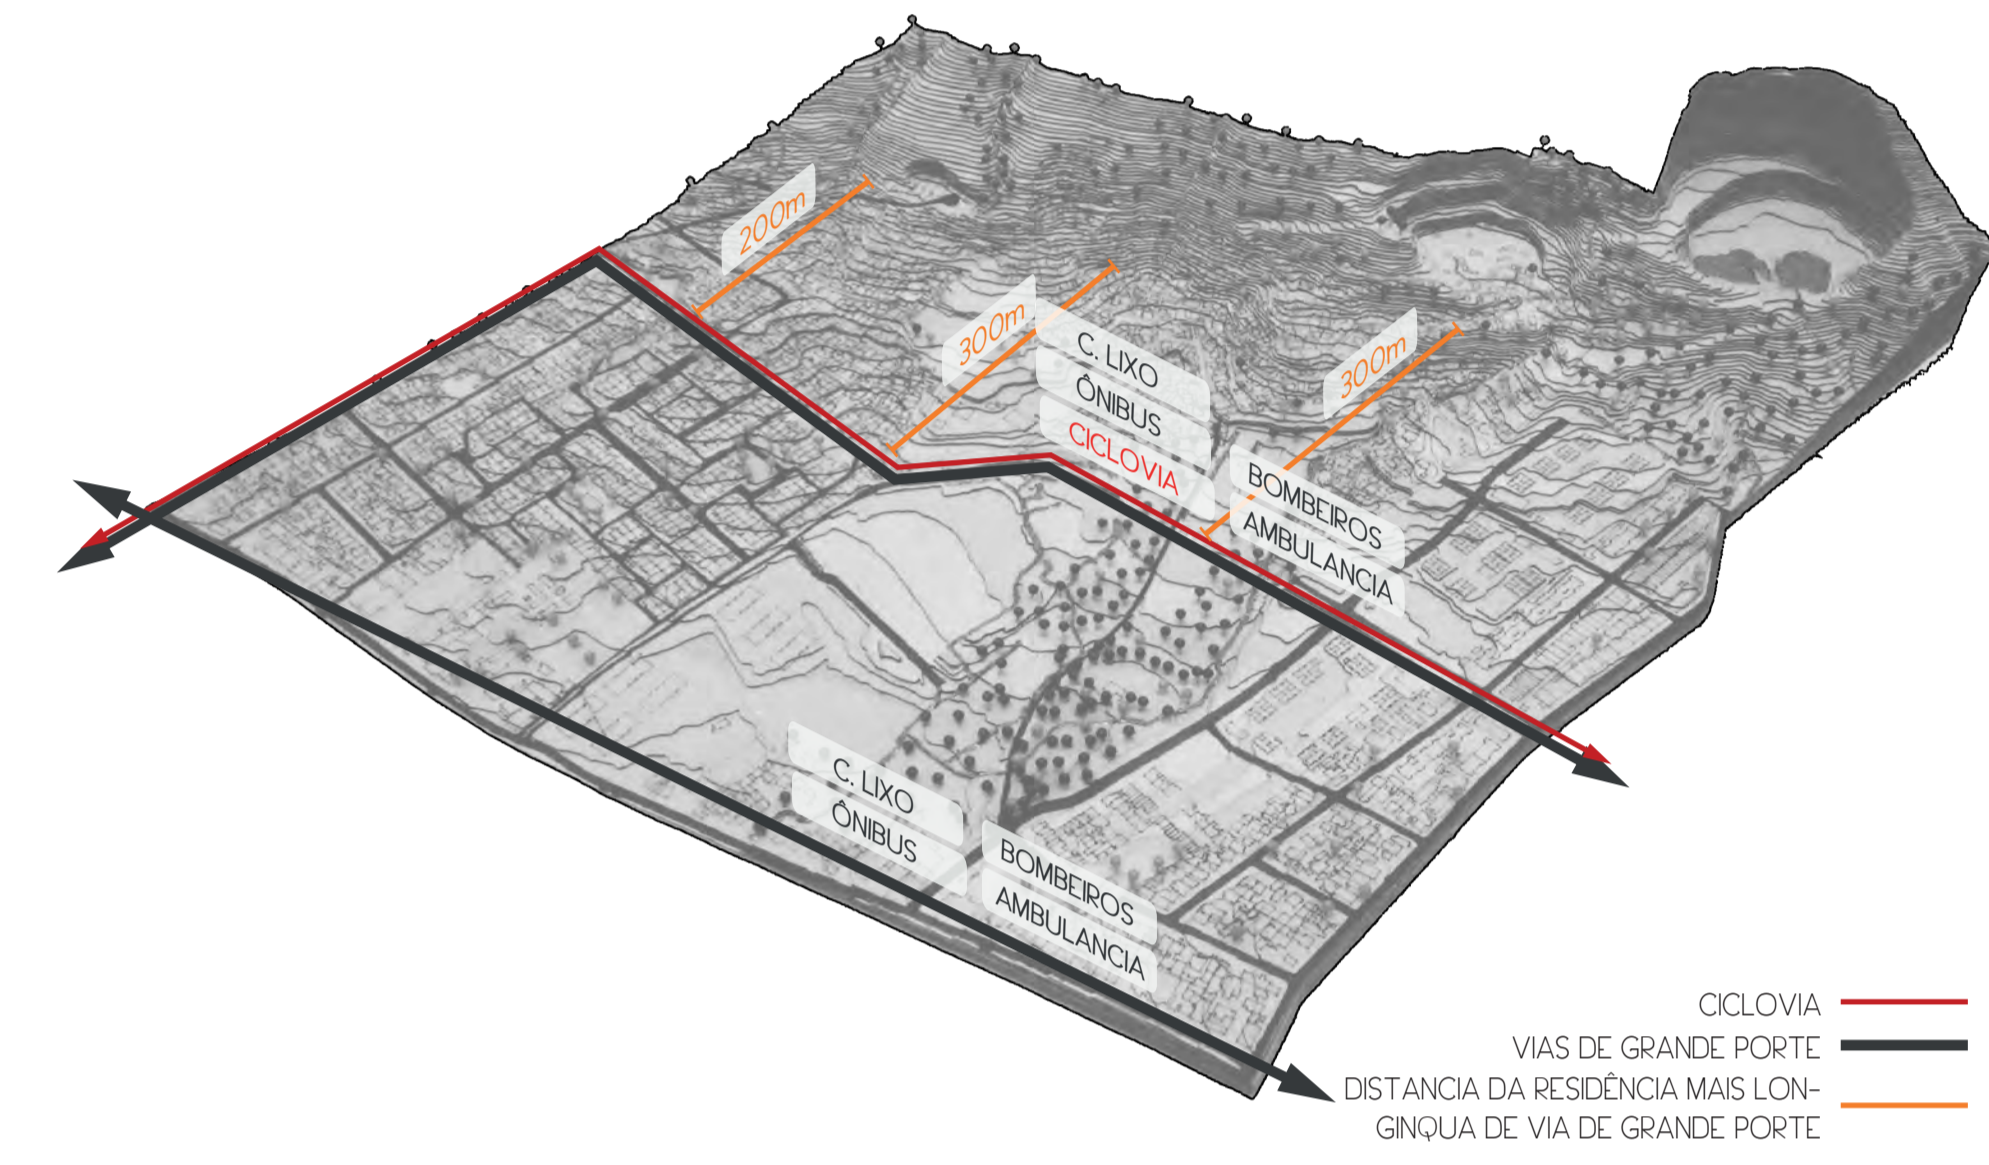 200m
300m
300m
C. LIXO
ÔNIBUS
CICLOVIA
BOMBEIROS
AMBULANCIA
C. LIXO
ÔNIBUS
BOMBEIROS
AMBULANCIA
CICLOVIA
VIAS DE GRANDE PORTE
DISTANCIA DA RESIDÊNCIA MAIS LON-
GINQUA DE VIA DE GRANDE PORTE